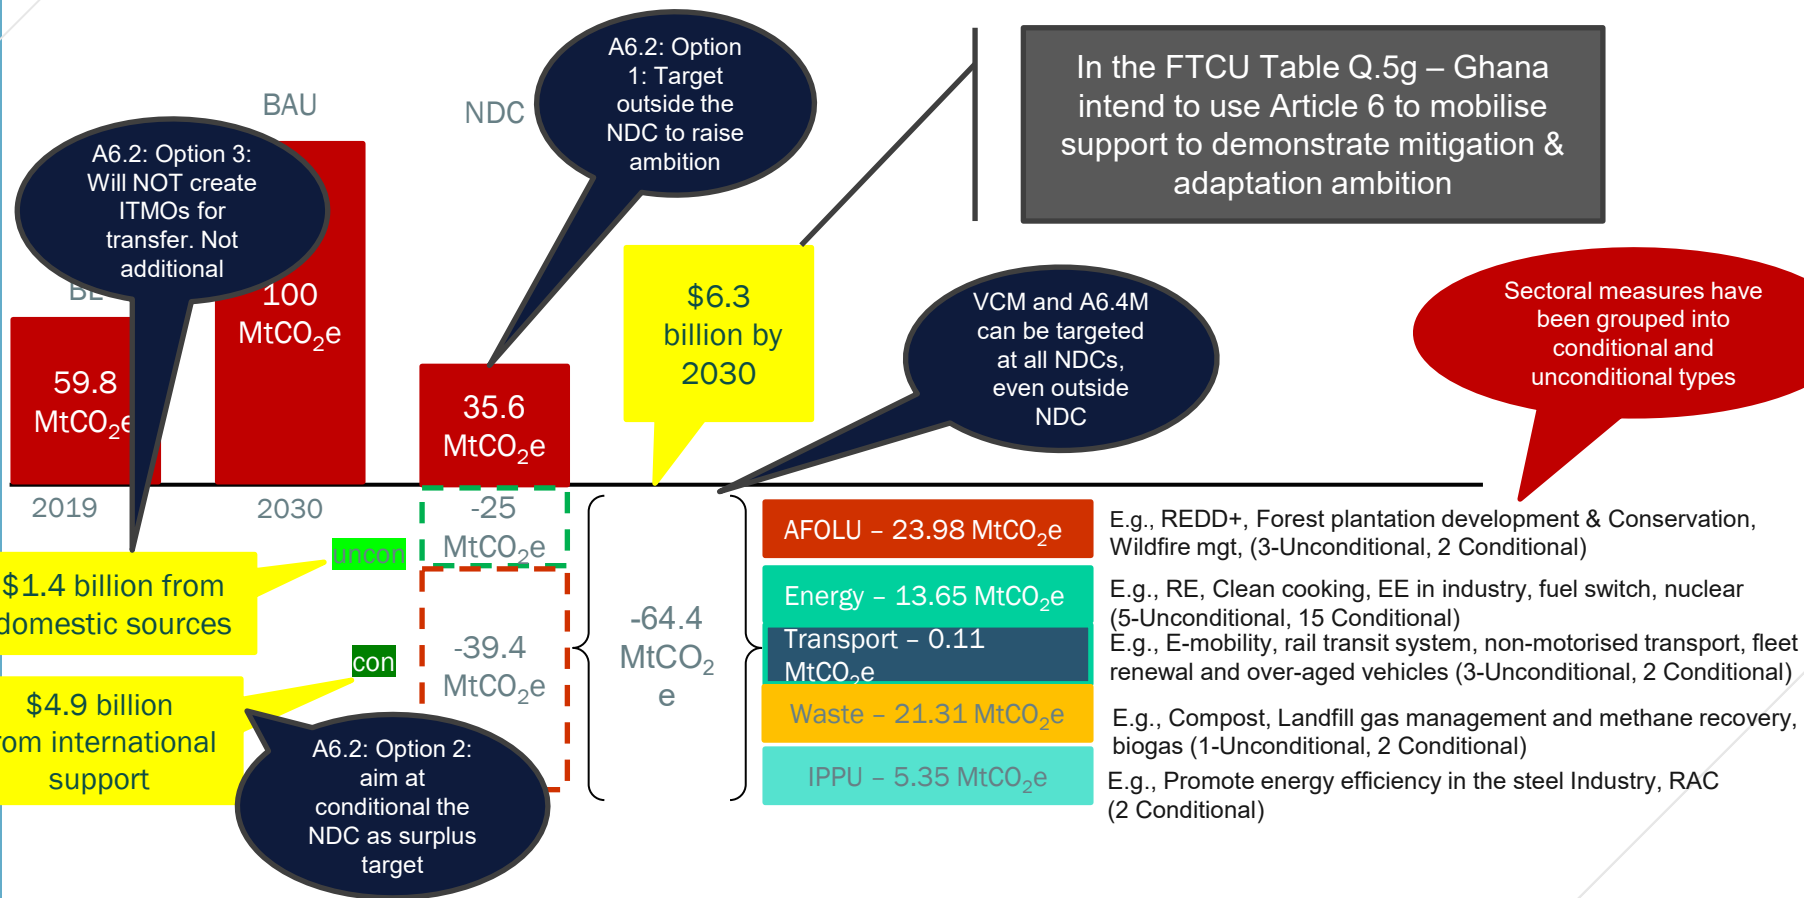 BAU
NDC
A6.2: Option
1: Target
outside the
NDC to raise
ambition
In the FTCU Table Q.5g – Ghana
intend to use Article 6 to mobilise
support to demonstrate mitigation &
adaptation ambition
A6.2: Option 3:
Will NOT create
ITMOs for
transfer. Not
additional
100
MtCO₂e
59.8
MtCO₂e
35.6
MtCO₂e
$6.3
billion by
2030
VCM and A6.4M
can be targeted
at all NDCs,
even outside
NDC
Sectoral measures have
been grouped into
conditional and
unconditional types
2019
2030
-25
MtCO₂e
uncon
$1.4 billion from
domestic sources
con
-39.4
MtCO₂e
$4.9 billion
international
support
A6.2: Option 2:
aim at
conditional the
NDC as surplus
target
-64.4
MtCO2
e
AFOLU – 23.98 MtCO₂e
E.g., REDD+, Forest plantation development & Conservation,
Wildfire mgt, (3-Unconditional, 2 Conditional)
Energy – 13.65 MtCO₂e
E.g., RE, Clean cooking, EE in industry, fuel switch, nuclear
(5-Unconditional, 15 Conditional)
Transport – 0.11
MtCO₂e
E.g., E-mobility, rail transit system, non-motorised transport, fleet
renewal and over-aged vehicles (3-Unconditional, 2 Conditional)
Waste – 21.31 MtCO₂e
E.g., Compost, Landfill gas management and methane recovery,
biogas (1-Unconditional, 2 Conditional)
IPPU – 5.35 MtCO₂e
E.g., Promote energy efficiency in the steel Industry, RAC
(2 Conditional)